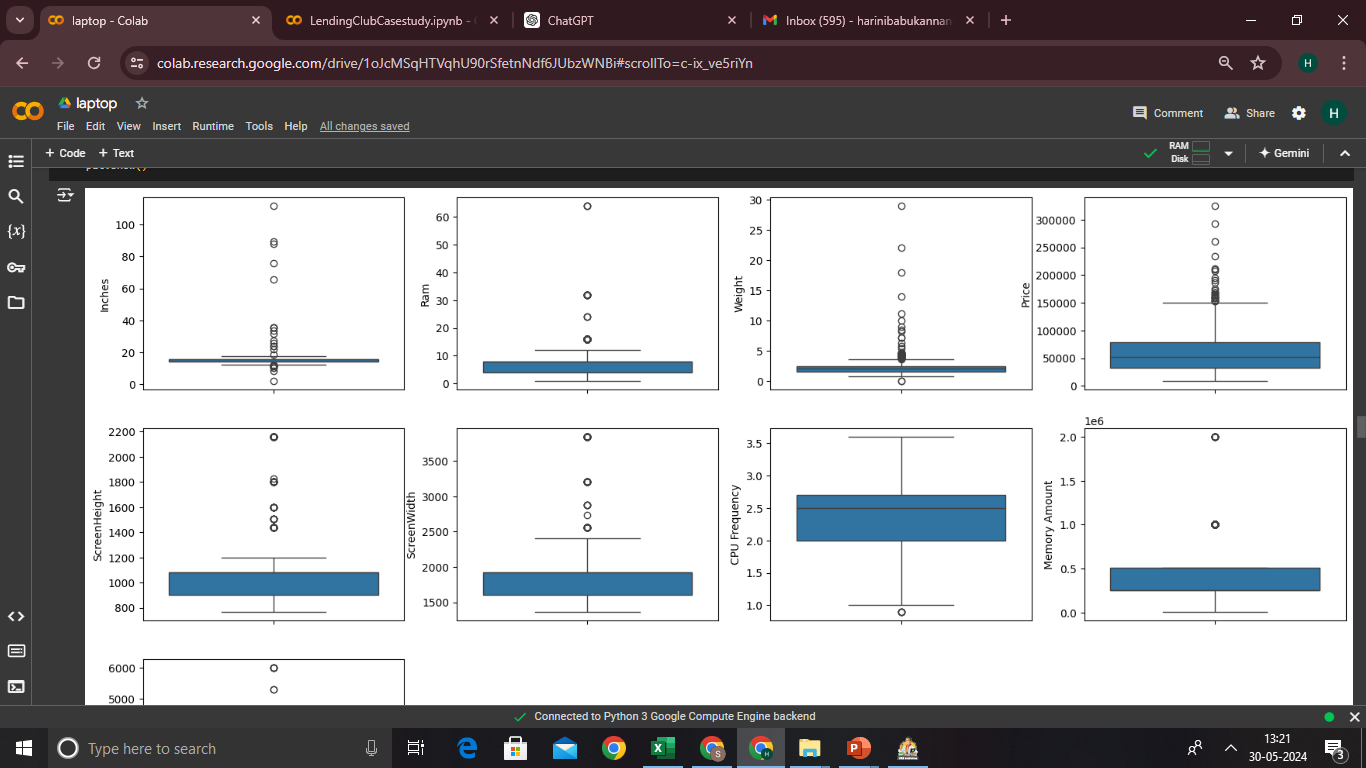 laptop - Colab
LendingClubCasestudy.ipynb -
ChatGPT
Inbox (595) - harinibabukannan
colab.research.google.com/drive/1oJcMSqHTVqhU90rSfetnNdf6JUbzWNBi#scrollTo=c-ix_ve5riYn
H
laptop
File Edit View Insert Runtime Tools Help All changes saved
Comment Share H
+ Code + Text
RAM
Disk
Gemini
{x}
Inches
100
80
60
40
20
0
Ram
60
50
40
30
20
10
0
Weight
30
25
20
15
10
5
0
Price
300000
250000
200000
150000
100000
50000
0
ScreenHeight
2200
2000
1800
1600
1400
1200
1000
800
ScreenWidth
3500
3000
2500
2000
1500
CPU Frequency
3.5
3.0
2.5
2.0
1.5
1.0
Memory Amount
1e6
2.0
1.5
1.0
0.5
0.0
6000
5000
Connected to Python 3 Google Compute Engine backend
Type here to search
S
H
13:21
30-05-2024
3